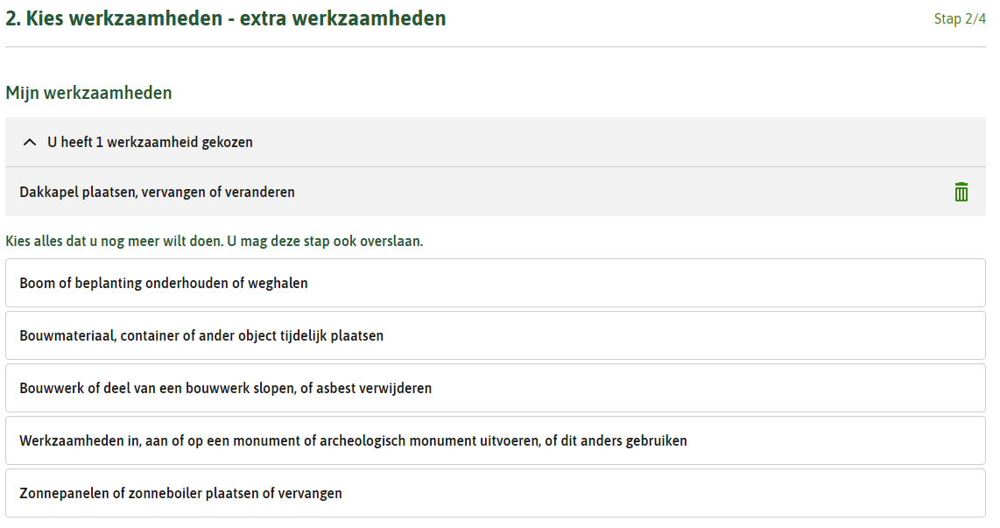 2. Kies werkzaamheden - extra werkzaamheden
Stap 2/4
Mijn werkzaamheden
U heeft 1 werkzaamheid gekozen
Dakkapel plaatsen, vervangen of veranderen
Kies alles dat u nog meer wilt doen. U mag deze stap ook overslaan.
Boom of beplanting onderhouden of weghalen
Bouwmateriaal, container of ander object tijdelijk plaatsen
Bouwwerk of deel van een bouwwerk slopen, of asbest verwijderen
Werkzaamheden in, aan of op een monument of archeologisch monument uitvoeren, of dit anders gebruiken
Zonnepanelen of zonneboiler plaatsen of vervangen